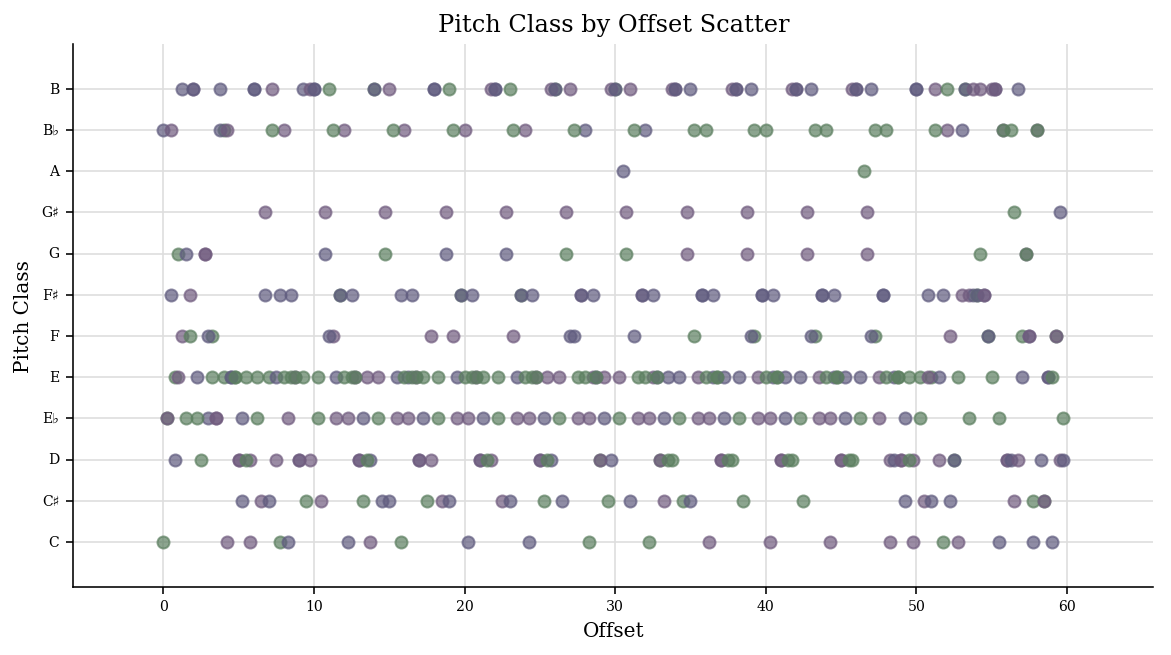 Pitch Class by Offset Scatter
Pitch Class
B
B♭
A
G♯
G
F♯
F
E
E♭
D
C♯
C
0 10 20 30 40 50 60
Offset